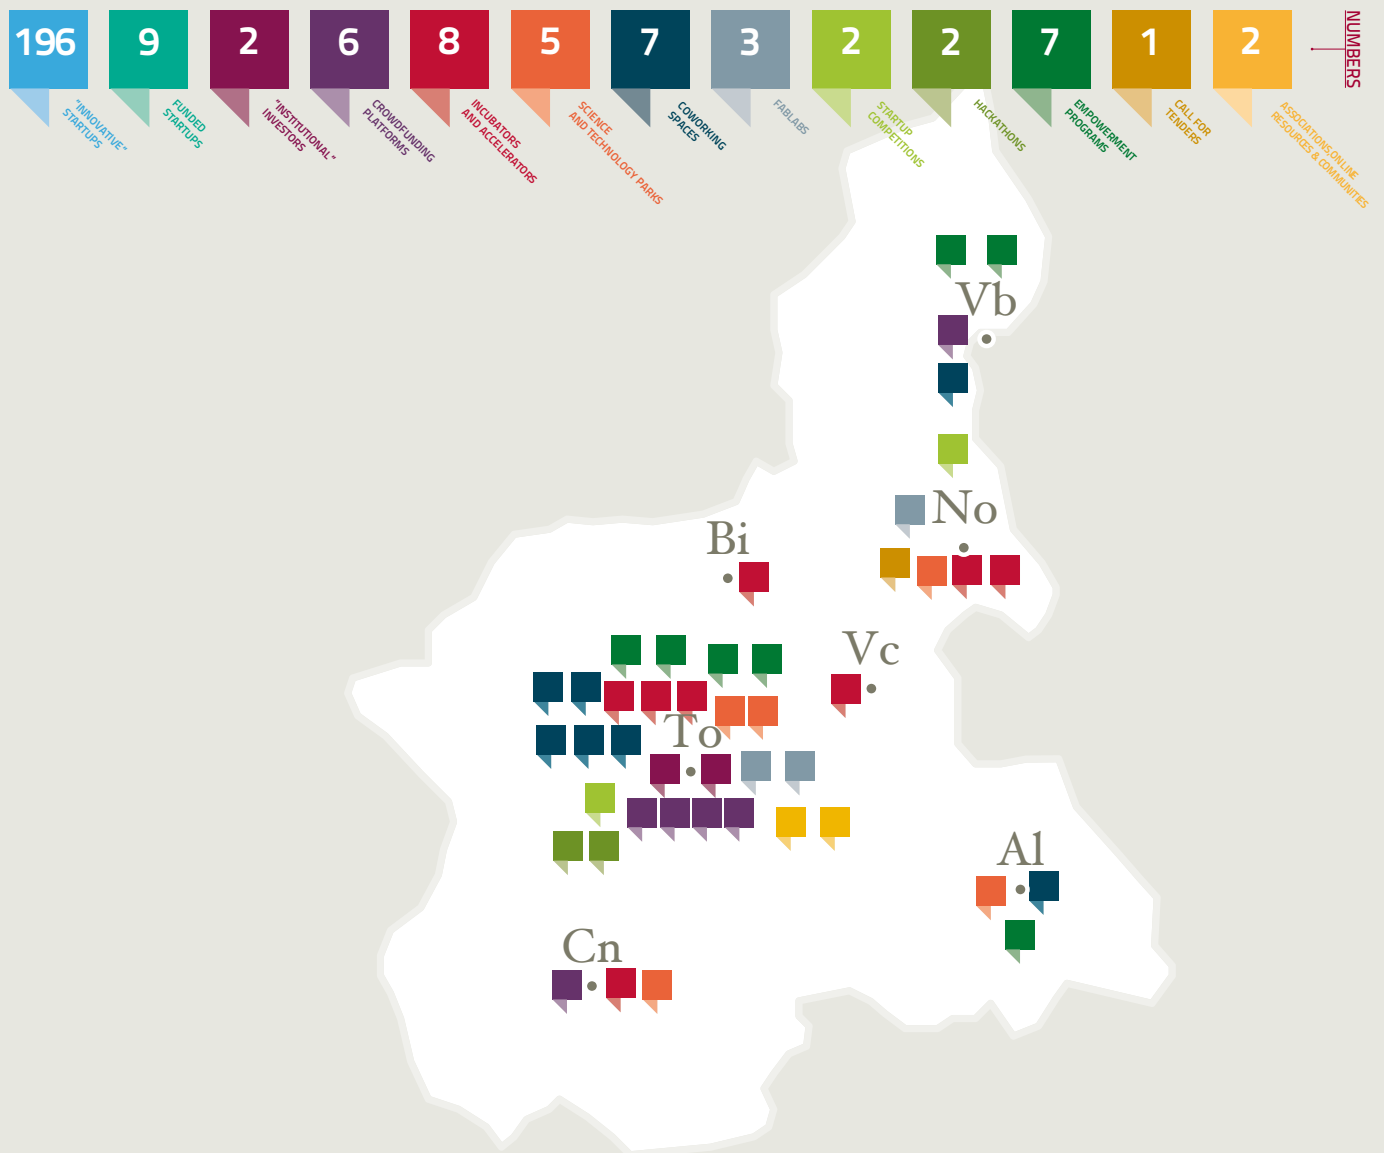 196
9
2
6
8
5
7
3
2
2
7
1
2
NUMBERS
"INNOVATIVE"
STARTUPS
FUNDED
STARTUPS
"INSTITUTIONAL"
INVESTORS
CROWDFUNDING
PLATFORMS
INCUBATORS
AND ACCELERATORS
SCIENCE
AND TECHNOLOGY PARKS
COWORKING
SPACES
FABLABS
STARTUP
COMPETITIONS
HACKATHONS
EMPOWERMENT
PROGRAMS
CALL FOR
TENDERS
ASSOCIATIONS,ONLINE
RESOURCES & COMMUNITIES
Vb
No
Bi
Vc
To
Al
Cn